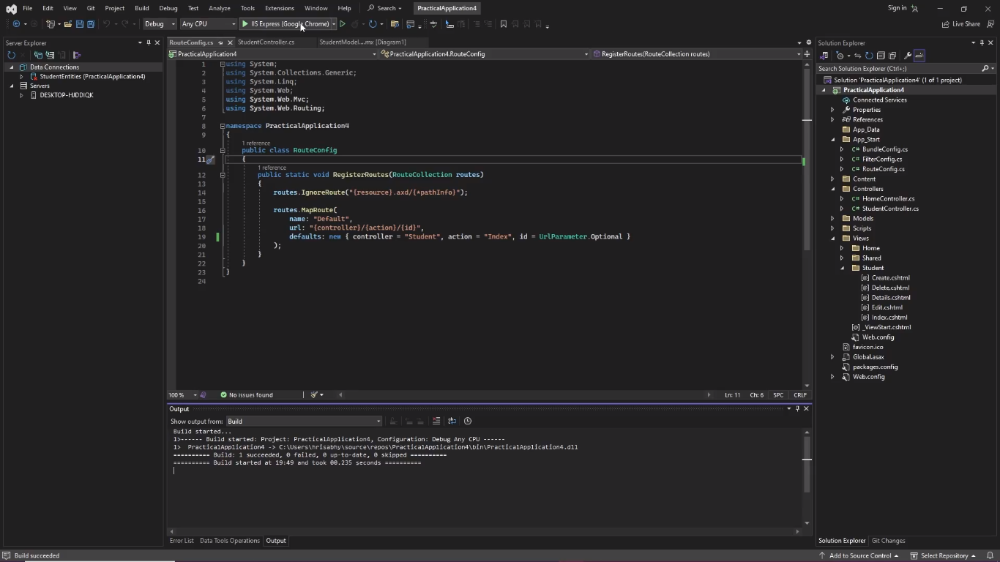 File Edit View Git Project Build Debug Test Analyze Tools Extensions Window Help Search PracticalApplication4 Sign in
Debug Any CPU IIS Express (Google Chrome) Live Share
Server Explorer
Data Connections
StudentEntities (PracticalApplication4)
Servers
DESKTOP-HJDDIQK
RouteConfig.cs StudentController.cs StudentModel....mx [Diagram1]
PracticalApplication4 PracticalApplication4.RouteConfig RegisterRoutes(RouteCollection routes)
1 using System;
2 using System.Collections.Generic;
3 using System.Linq;
4 using System.Web;
5 using System.Web.Mvc;
6 using System.Web.Routing;
7
8 namespace PracticalApplication4
9 {
1 reference
10 public class RouteConfig
11 {
1 reference
12 public static void RegisterRoutes(RouteCollection routes)
13 {
14 routes.IgnoreRoute("{resource}.axd/{*pathInfo}");
15
16 routes.MapRoute(
17 name: "Default",
18 url: "{controller}/{action}/{id}",
19 defaults: new { controller = "Student", action = "Index", id = UrlParameter.Optional }
20 );
21 }
22 }
23 }
24
100 % No issues found Ln: 11 Ch: 6 SPC CRLF
Output
Show output from: Build
Build started...
1>------ Build started: Project: PracticalApplication4, Configuration: Debug Any CPU ------
1> PracticalApplication4 -> C:\Users\hrisabhy\source\repos\PracticalApplication4\bin\PracticalApplication4.dll
========== Build: 1 succeeded, 0 failed, 0 up-to-date, 0 skipped ==========
========== Build started at 19:49 and took 00.235 seconds ==========
Error List Data Tools Operations Output
Solution Explorer
Search Solution Explorer (Ctrl+;)
Solution 'PracticalApplication4' (1 of 1 project)
PracticalApplication4
Connected Services
Properties
References
App_Data
App_Start
C# BundleConfig.cs
C# FilterConfig.cs
C# RouteConfig.cs
Content
Controllers
C# HomeController.cs
C# StudentController.cs
Models
Scripts
Views
Home
Shared
Student
Create.cshtml
Delete.cshtml
Details.cshtml
Edit.cshtml
Index.cshtml
_ViewStart.cshtml
Web.config
favicon.ico
Global.asax
packages.config
Web.config
Solution Explorer Git Changes
Build succeeded Add to Source Control Select Repository